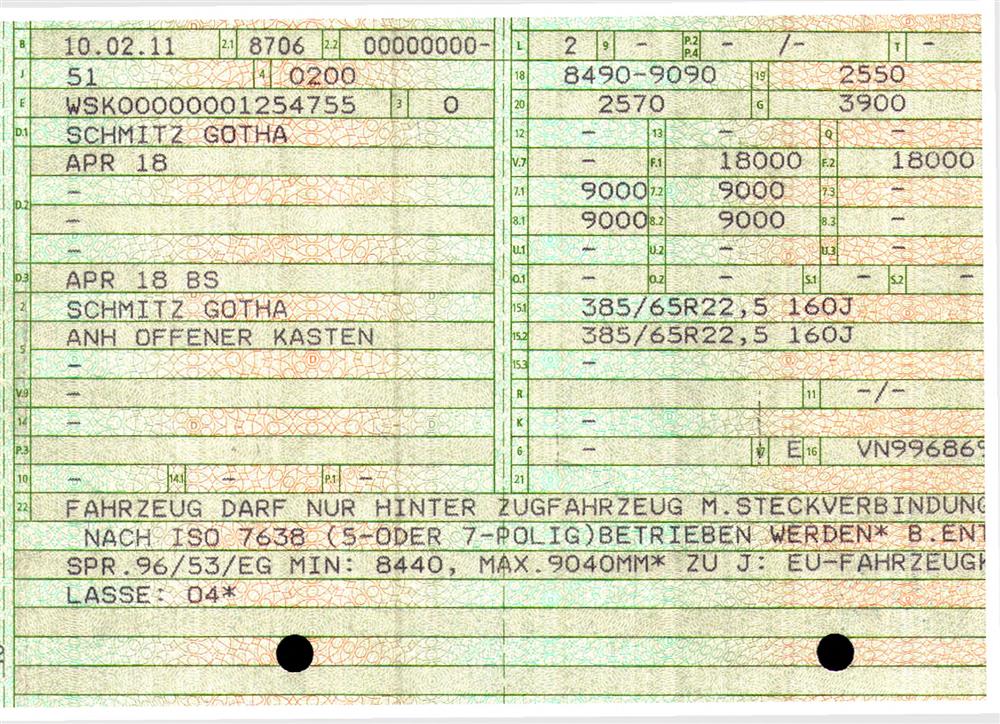 B 10.02.11 2.1 8706 2.2 00000000- L 2 9 - P.2 P.4 - /- T -
J 51 4 0200 18 8490-9090 19 2550
E WSK00000001254755 3 0 20 2570 G 3900
D.1 SCHMITZ GOTHA 12 - 13 - Q -
APR 18 V.7 - F.1 18000 F.2 18000
D.2 - 7.1 9000 7.2 9000 7.3 -
- 8.1 9000 8.2 9000 8.3 -
- U.1 - U.2 - U.3 -
D.3 APR 18 BS O.1 - O.2 - S.1 - S.2 -
2 SCHMITZ GOTHA 15.1 385/65R22,5 160J
5 ANH OFFENER KASTEN 15.2 385/65R22,5 160J
- 15.3 -
V.9 - R 11 -/-
14 - K -
P.3 6 - 17 E 16 VN996869
10 - 14.1 - P.1 - 21
22 FAHRZEUG DARF NUR HINTER ZUGFAHRZEUG M.STECKVERBINDUNG
NACH ISO 7638 (5-ODER 7-POLIG)BETRIEBEN WERDEN* B.ENT
SPR.96/53/EG MIN: 8440, MAX.9040MM* ZU J: EU-FAHRZEUGK
LASSE: O4*